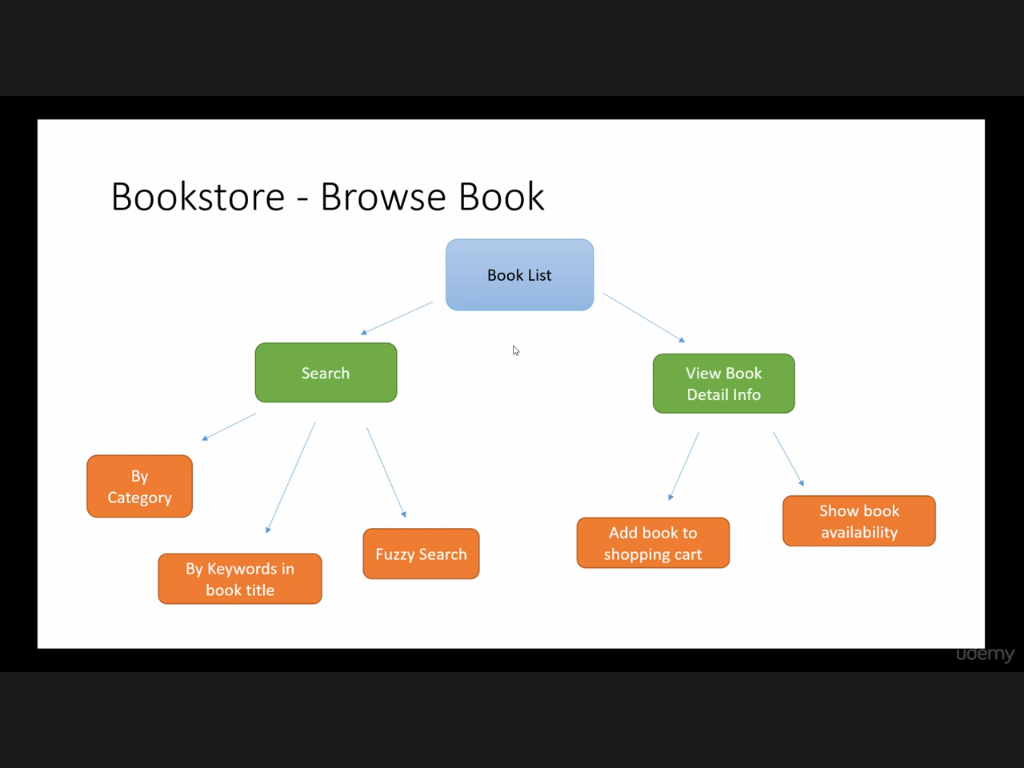 Bookstore - Browse Book
Book List
Search
View Book
Detail Info
By
Category
By Keywords in
book title
Fuzzy Search
Add book to
shopping cart
Show book
availability
udemy